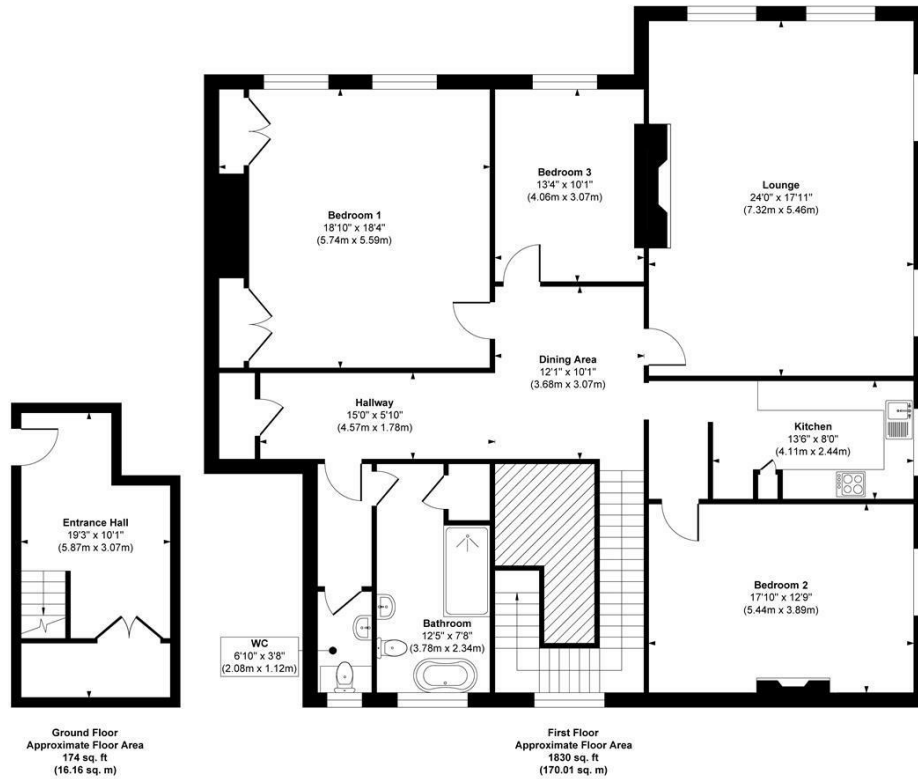 Bedroom 1
18'10" x 18'4"
(5.74m x 5.59m)
Bedroom 3
13'4" x 10'1"
(4.06m x 3.07m)
Lounge
24'0" x 17'11"
(7.32m x 5.46m)
Dining Area
12'1" x 10'1"
(3.68m x 3.07m)
Hallway
15'0" x 5'10"
(4.57m x 1.78m)
Kitchen
13'6" x 8'0"
(4.11m x 2.44m)
Entrance Hall
19'3" x 10'1"
(5.87m x 3.07m)
Bedroom 2
17'10" x 12'9"
(5.44m x 3.89m)
Bathroom
12'5" x 7'8"
(3.78m x 2.34m)
WC
6'10" x 3'8"
(2.08m x 1.12m)
Ground Floor
Approximate Floor Area
174 sq. ft
(16.16 sq. m)
First Floor
Approximate Floor Area
1830 sq. ft
(170.01 sq. m)